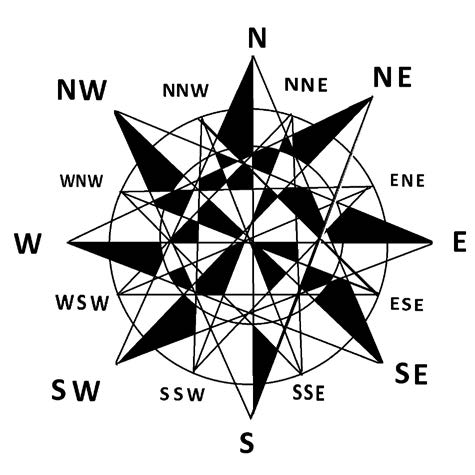 N
NNW NNE
NW NE
WNW ENE
W E
WSW ESE
SW SE
SSW SSE
S